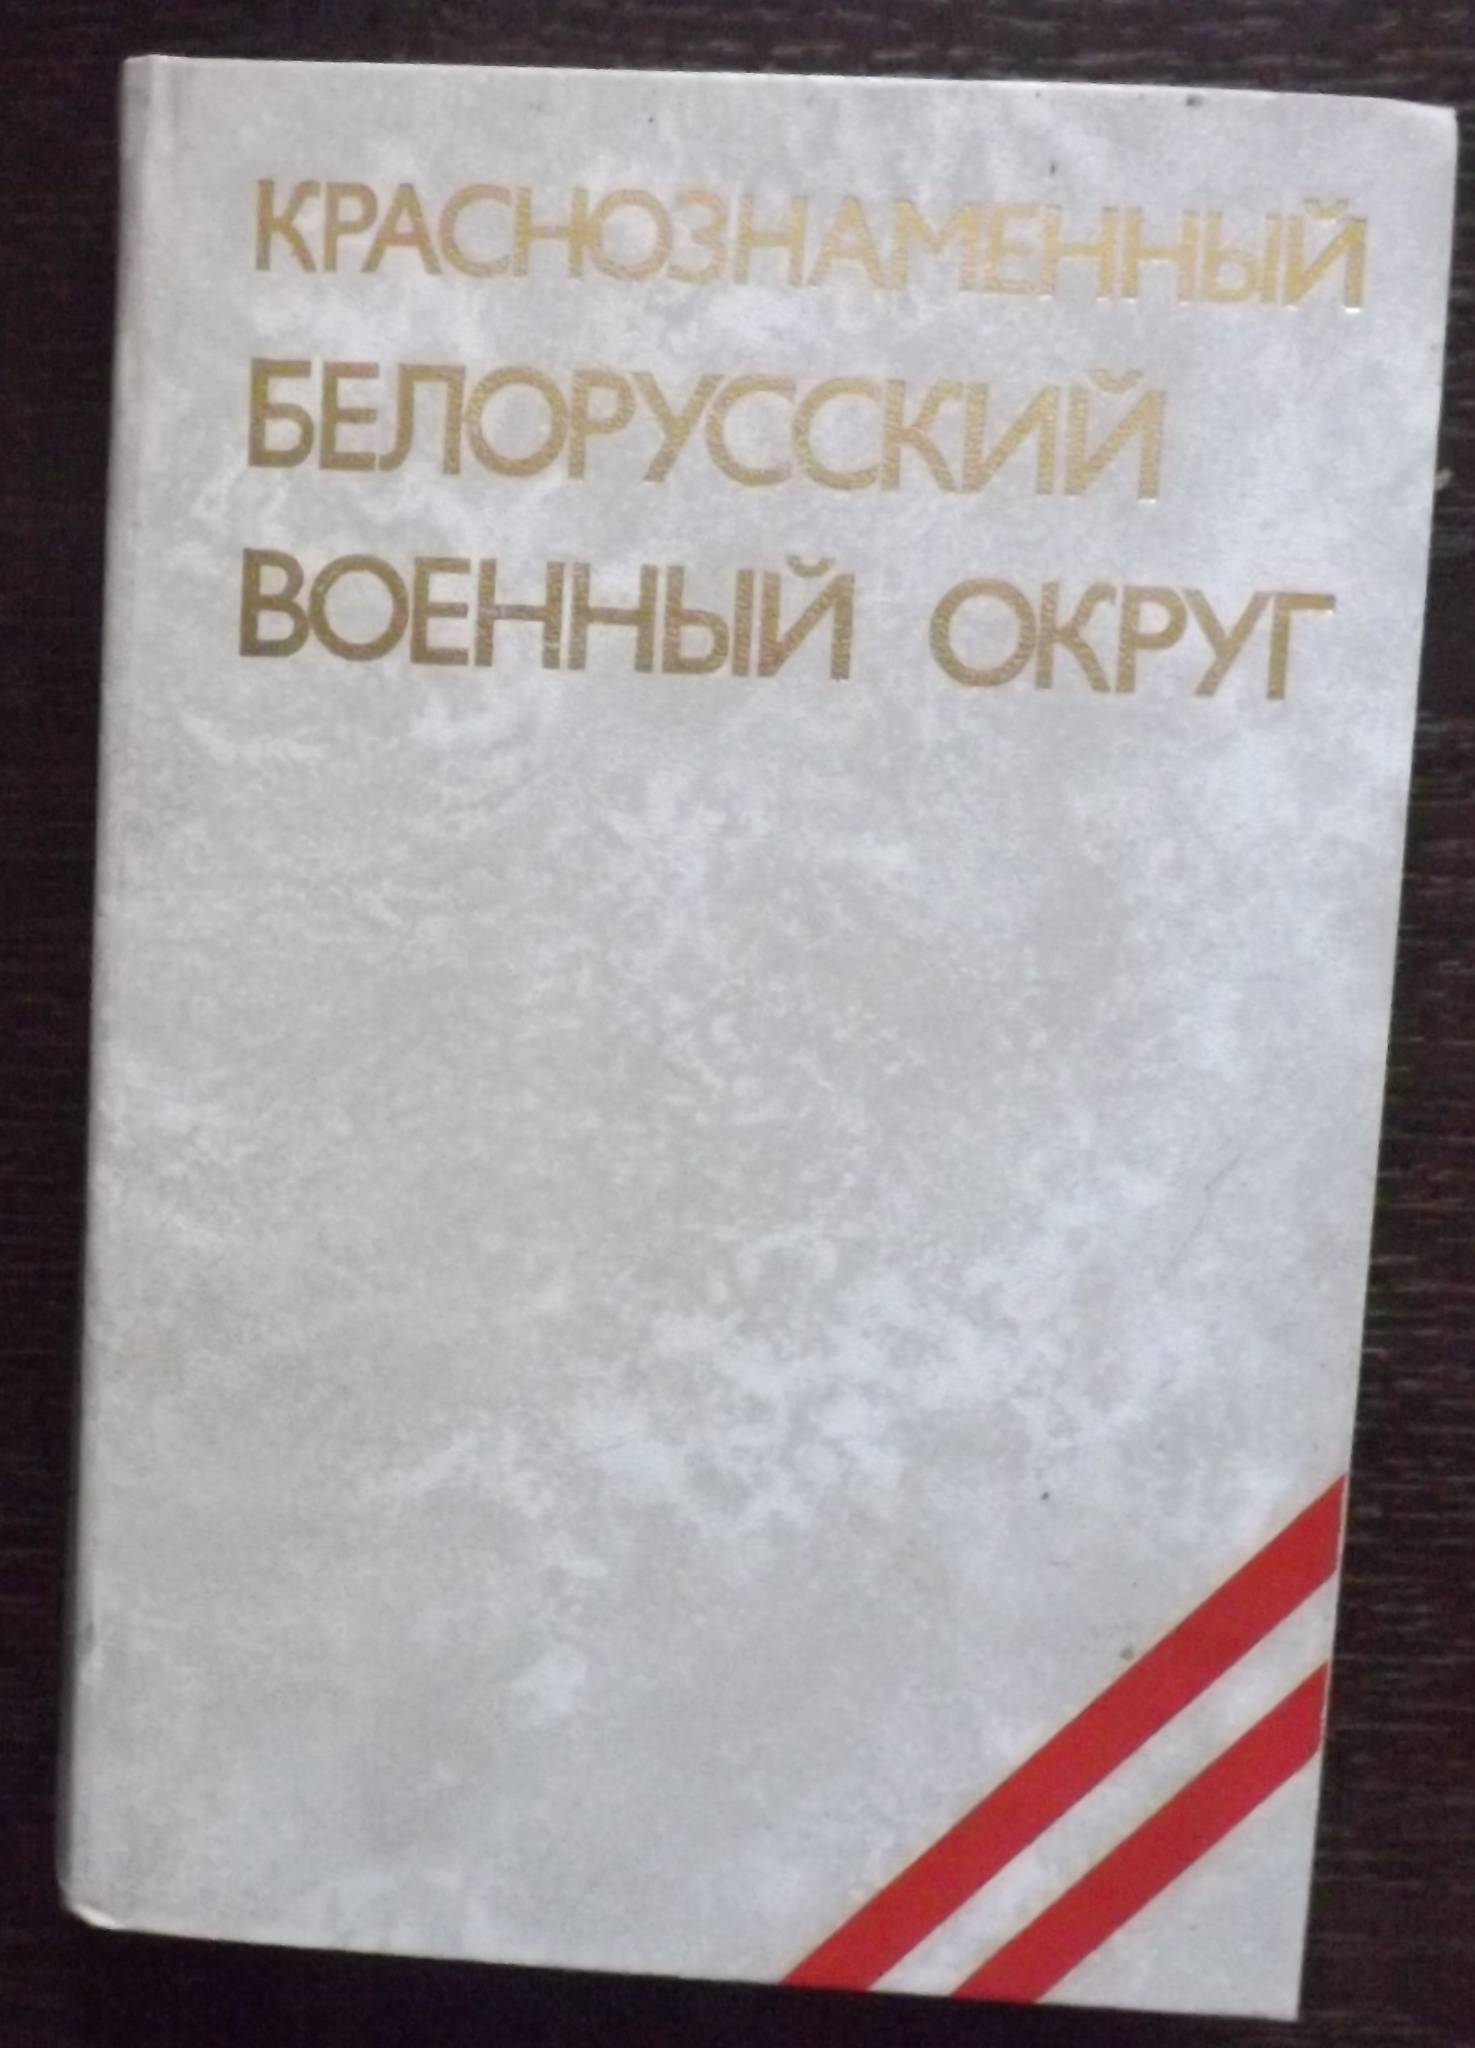 КРАСНОЗНАМЕННЫЙ
БЕЛОРУССКИЙ
ВОЕННЫЙ ОКРУГ